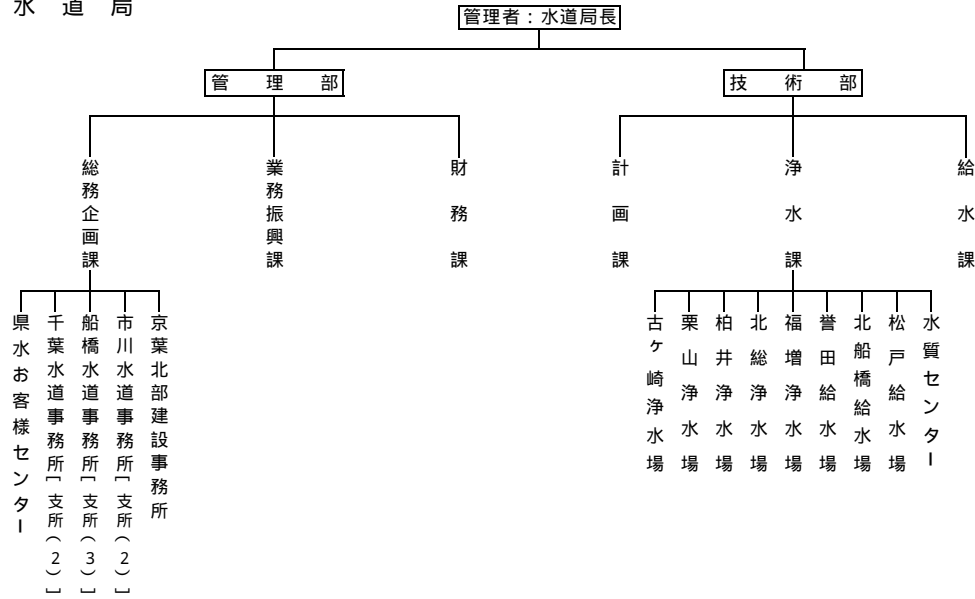 水道局
管理者：水道局長
管理部
技術部
総務企画課
業務振興課
財務課
計画課
浄水課
給水課
県水お客様センター
千葉水道事務所[支所(2)]
船橋水道事務所[支所(3)]
市川水道事務所[支所(2)]
京葉北部建設事務所
古ヶ崎浄水場
栗山浄水場
柏井浄水場
北総浄水場
福増浄水場
誉田給水場
北船橋給水場
松戸給水場
水質センター